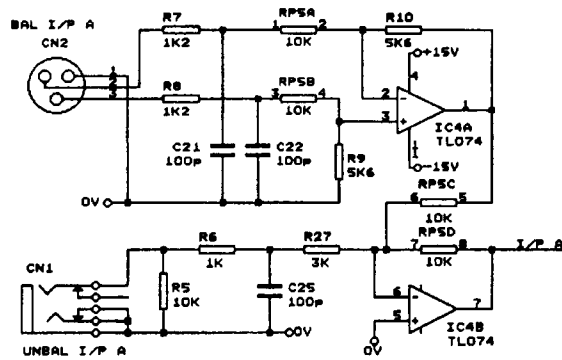 BAL I/P A
CN2
1
2
3
R7
1K2
R8
1K2
RP5A
1 2
10K
RP5B
3 4
10K
R10
5K6
+15V
4
2
3
1
IC4A
TL074
-15V
C21
100p
C22
100p
R9
5K6
0V
RP5C
6 5
10K
RP5D
7 8
10K
I/P A
CN1
R6
1K
R27
3K
R5
10K
C25
100p
0V
6
5
7
IC4B
TL074
0V
UNBAL I/P A